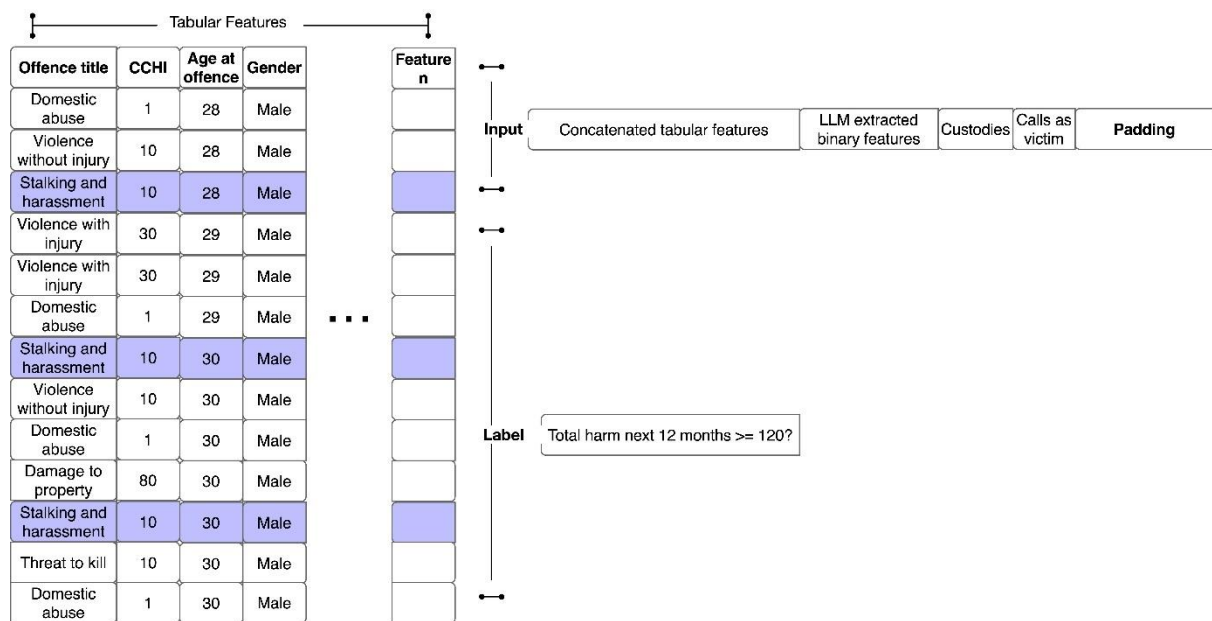 Tabular Features
Offence title CCHI Age at offence Gender Feature n
Domestic abuse 1 28 Male
Violence without injury 10 28 Male
Stalking and harassment 10 28 Male
Violence with injury 30 29 Male
Violence with injury 30 29 Male
Domestic abuse 1 29 Male
Stalking and harassment 10 30 Male
Violence without injury 10 30 Male
Domestic abuse 1 30 Male
Damage to property 80 30 Male
Stalking and harassment 10 30 Male
Threat to kill 10 30 Male
Domestic abuse 1 30 Male
...
Input
Concatenated tabular features
LLM extracted binary features
Custodies
Calls as victim
Padding
Label
Total harm next 12 months >= 120?